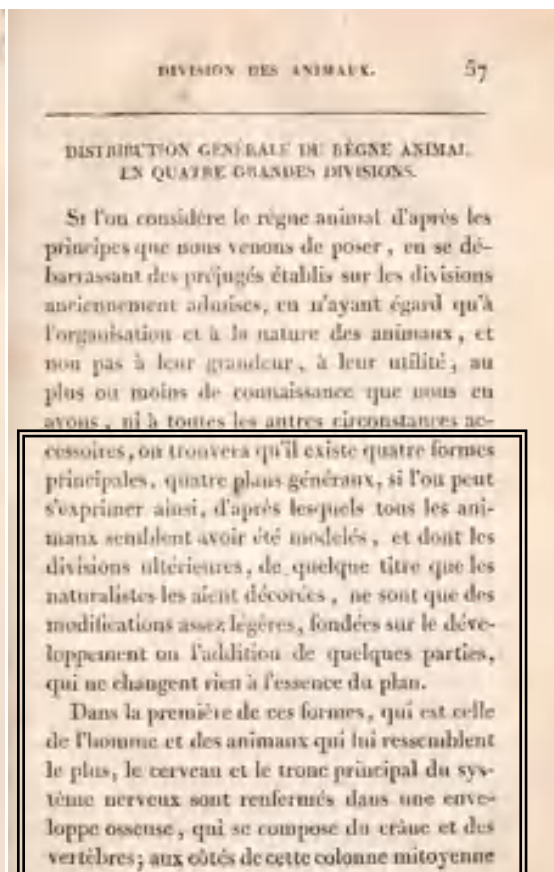 DIVISION DES ANIMAUX. 57
DISTRIBUTION GÉNÉRALE DU RÈGNE ANIMAL
EN QUATRE GRANDES DIVISIONS.
SI l'on considère le règne animal d'après les
principes que nous venons de poser, en se dé-
barrassant des préjugés établis sur les divisions
anciennement admises, en n'ayant égard qu'à
l'organisation et à la nature des animaux, et
non pas à leur grandeur, à leur utilité, au
plus ou moins de connaissance que nous en
avons, ni à toutes les autres circonstances ac-
cessoires, on trouvera qu'il existe quatre formes
principales, quatre plans généraux, si l'on peut
s'exprimer ainsi, d'après lesquels tous les ani-
maux semblent avoir été modelés, et dont les
divisions ultérieures, de quelque titre que les
naturalistes les aient décorées, ne sont que des
modifications assez légères, fondées sur le déve-
loppement ou l'addition de quelques parties,
qui ne changent rien à l'essence du plan.
Dans la première de ces formes, qui est celle
de l'homme et des animaux qui lui ressemblent
le plus, le cerveau et le tronc principal du sys-
tème nerveux sont renfermés dans une enve-
loppe osseuse, qui se compose du crâne et des
vertèbres; aux côtés de cette colonne mitoyenne